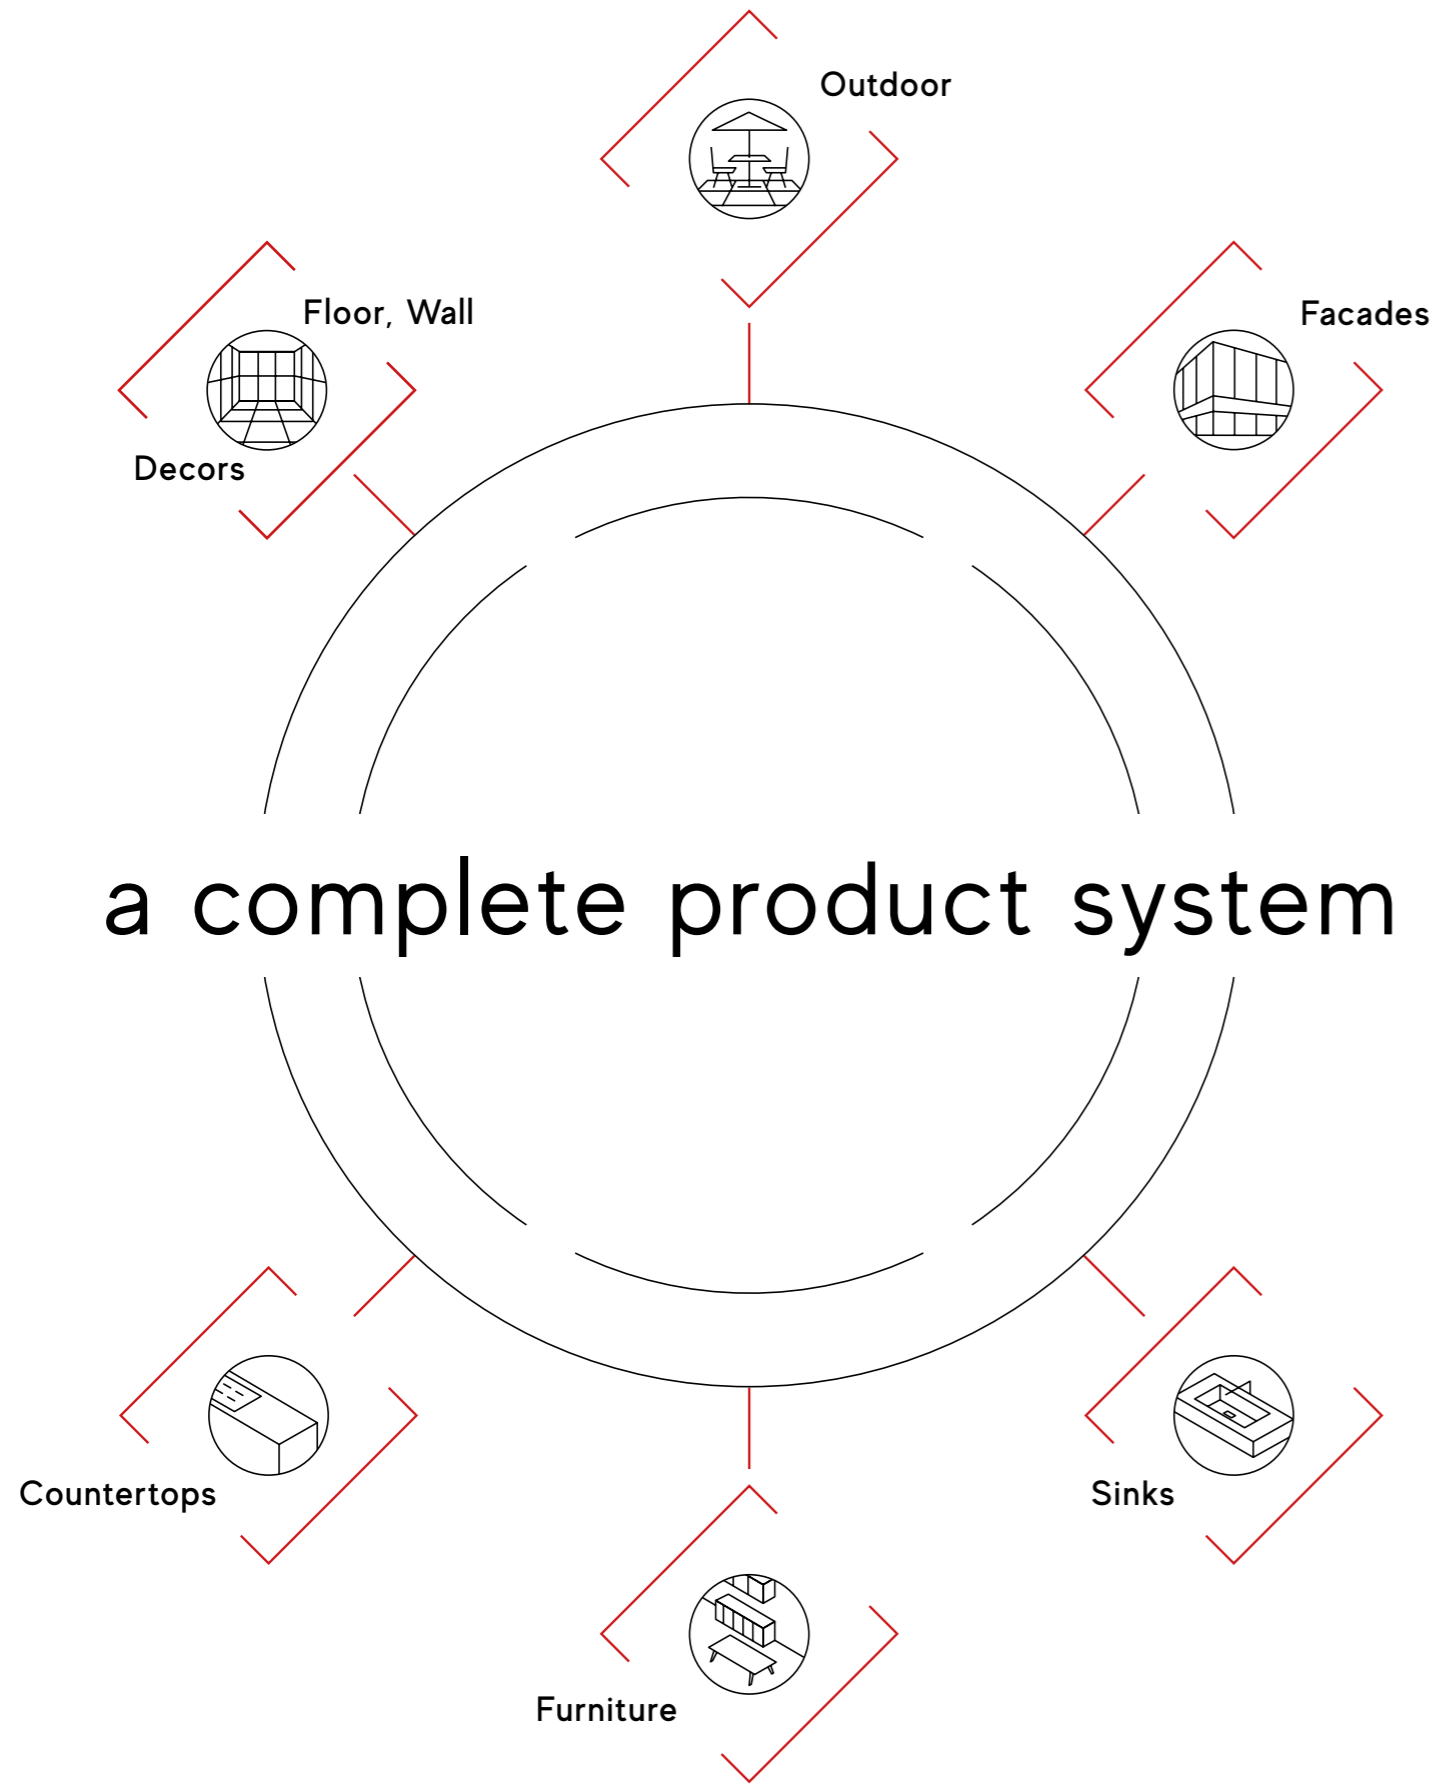 Outdoor
Floor, Wall
Facades
Decors
a complete product system
Countertops
Sinks
Furniture